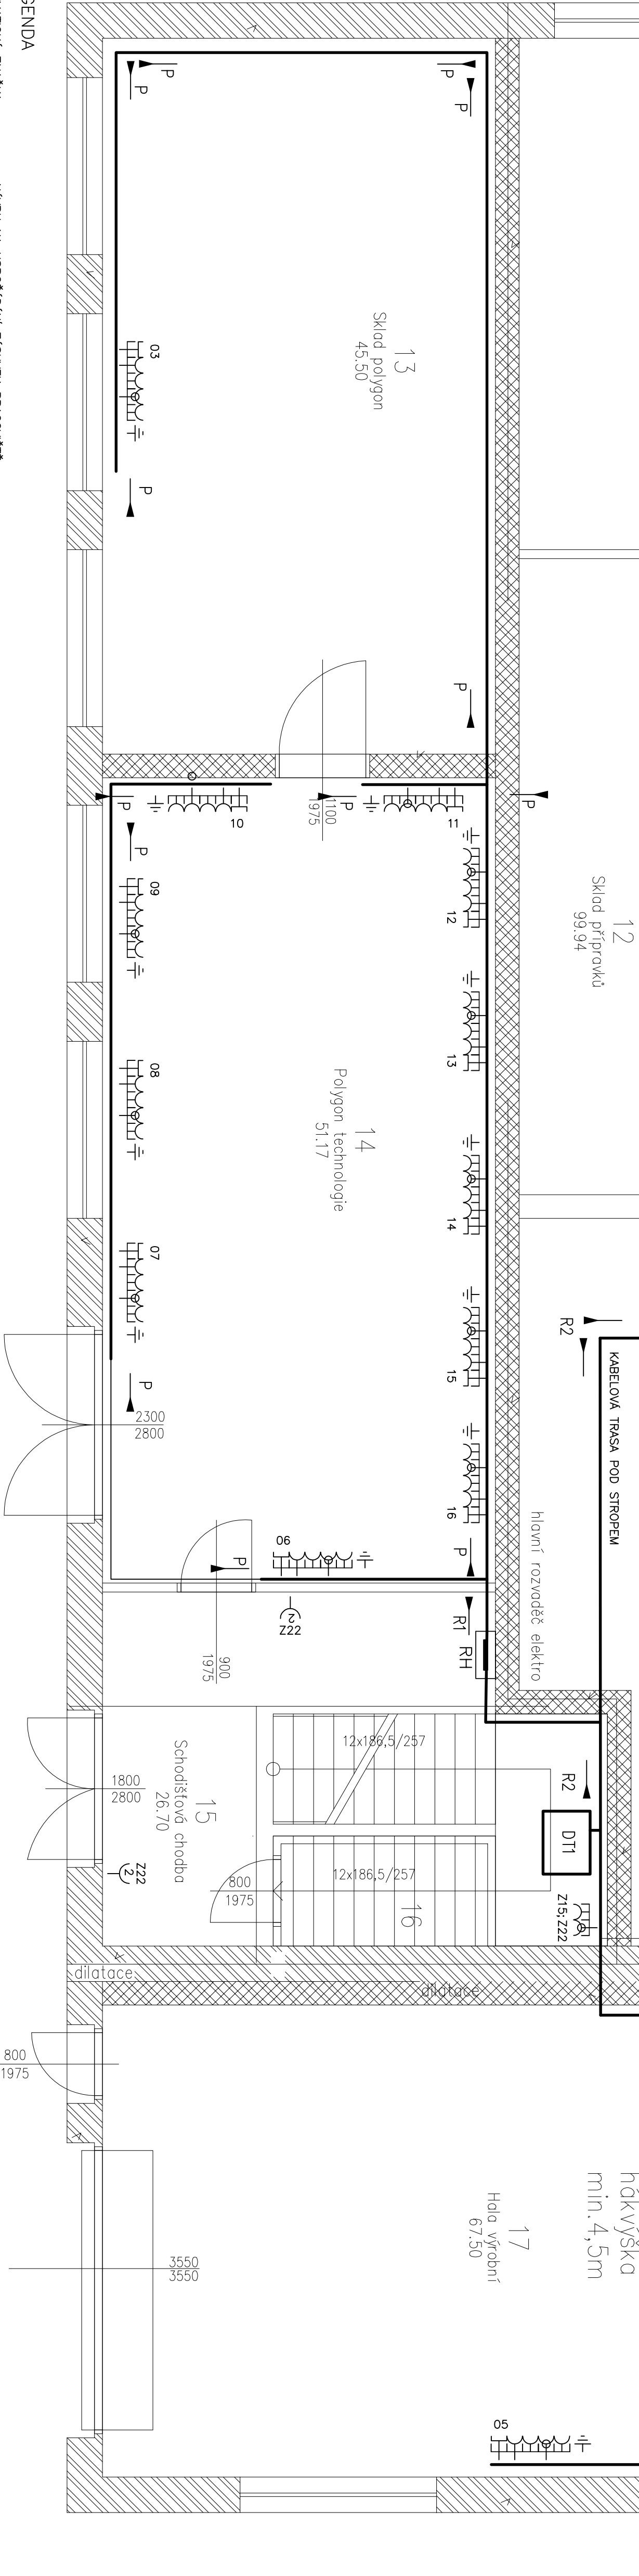 GENDA
P
P
P
P
03
13
Sklad polygon
45.50
P
P
1100
1975
P
P
P
P
10
11
12
Sklad přípravků
99.94
09
12
13
08
14
Polygon technologie
51.17
14
07
15
R2
KABELOVÁ TRASA POD STROPEM
P
2300
2800
16
hlavní rozvaděč elektro
06
P
P
2
Z22
R1
RH
900
1975
12x186,5/257
15
Schodišťová chodba
26.70
1800
2800
R2
DT1
2
Z22
800
1975
12x186,5/257
16
Z15;Z22
dilatace
dilatace
800
1975
17
Hala výrobní
67.50
min.4,5m
3550
3550
05